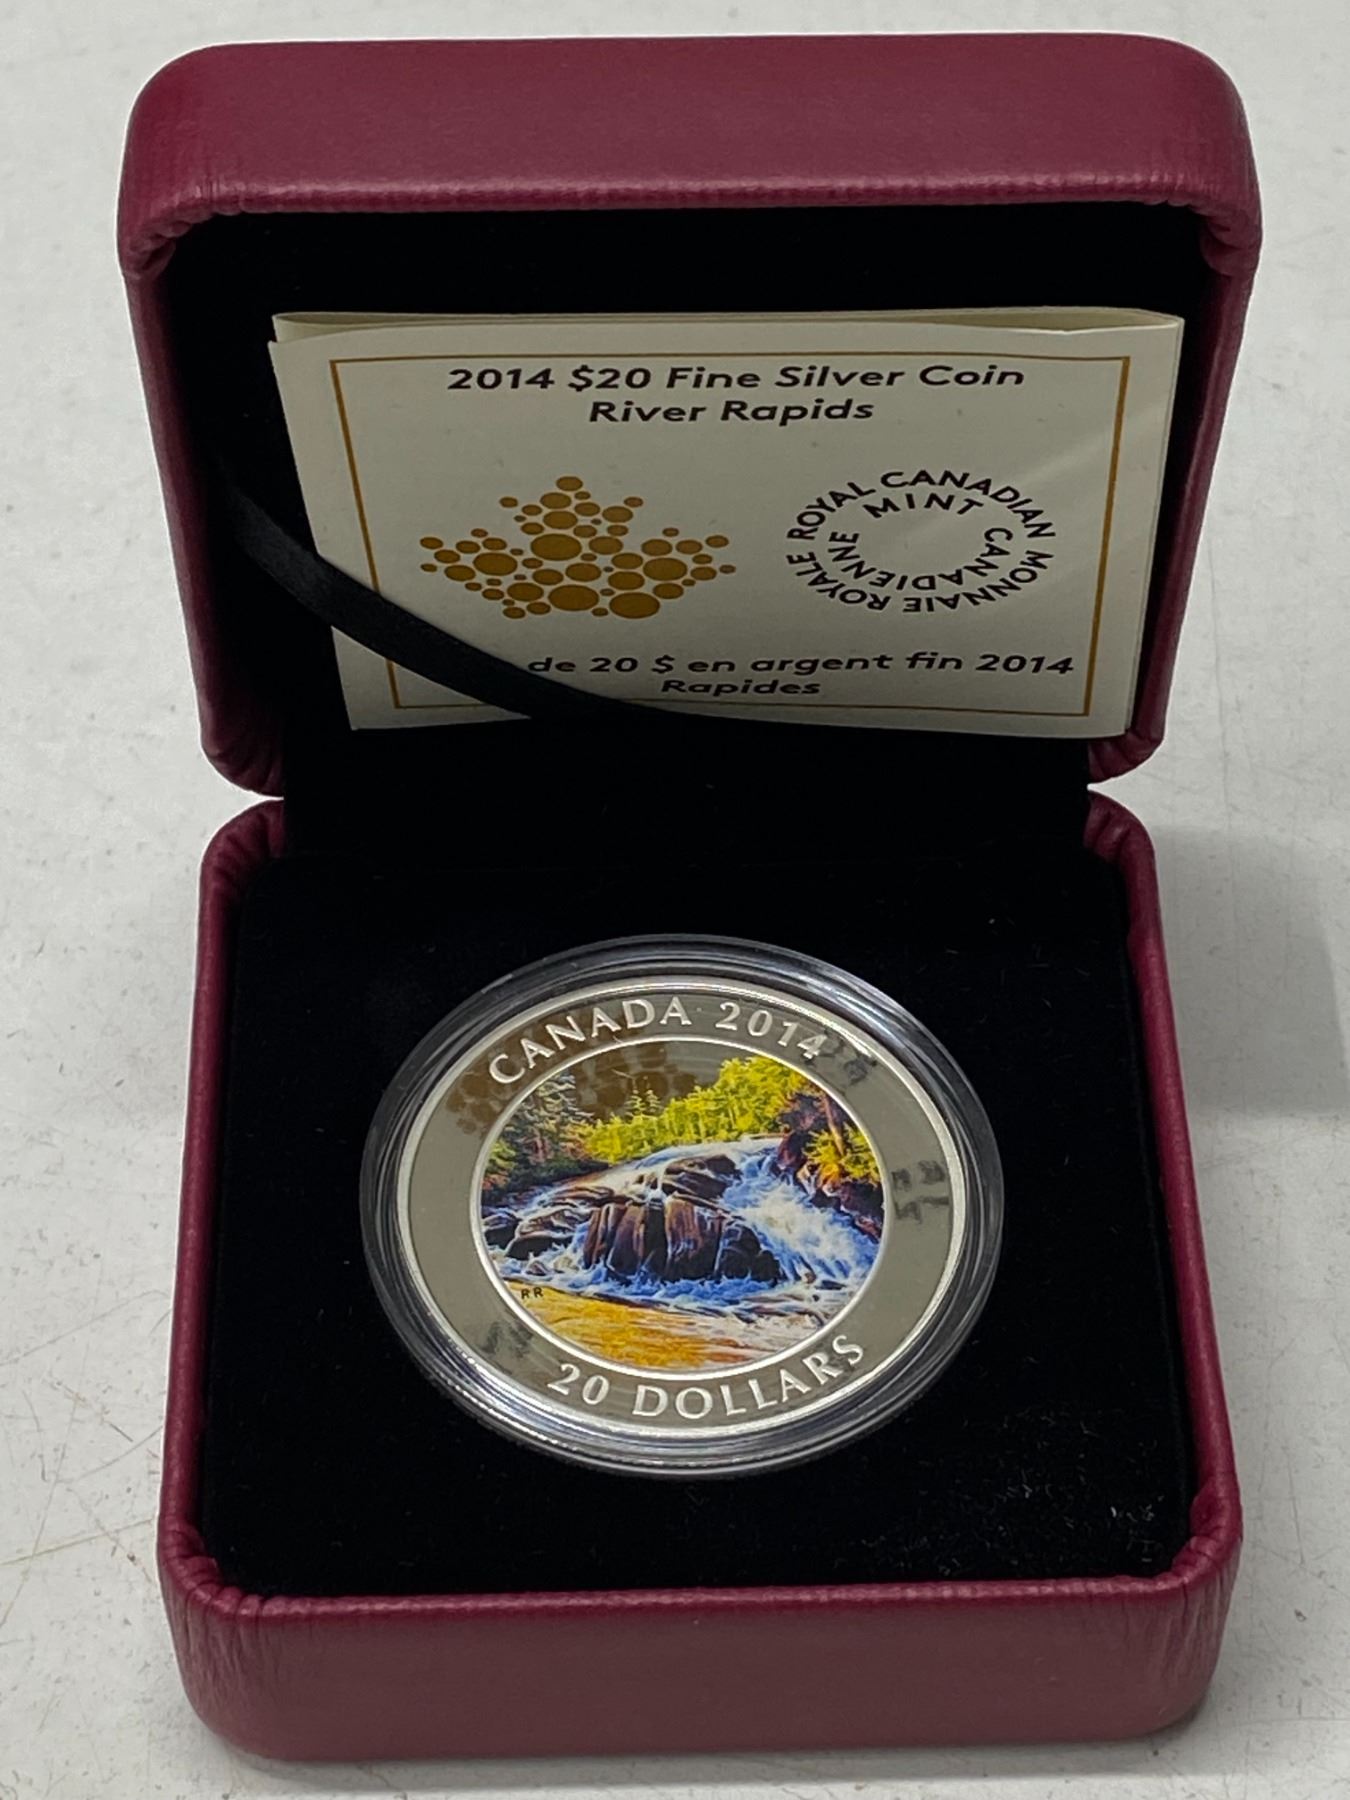 2014 $20 Fine Silver Coin
River Rapids
ROYAL CANADIAN MINT
MONNAIE ROYALE CANADIENNE
de 20 $ en argent fin 2014
Rapides
CANADA 2014
RR
20 DOLLARS